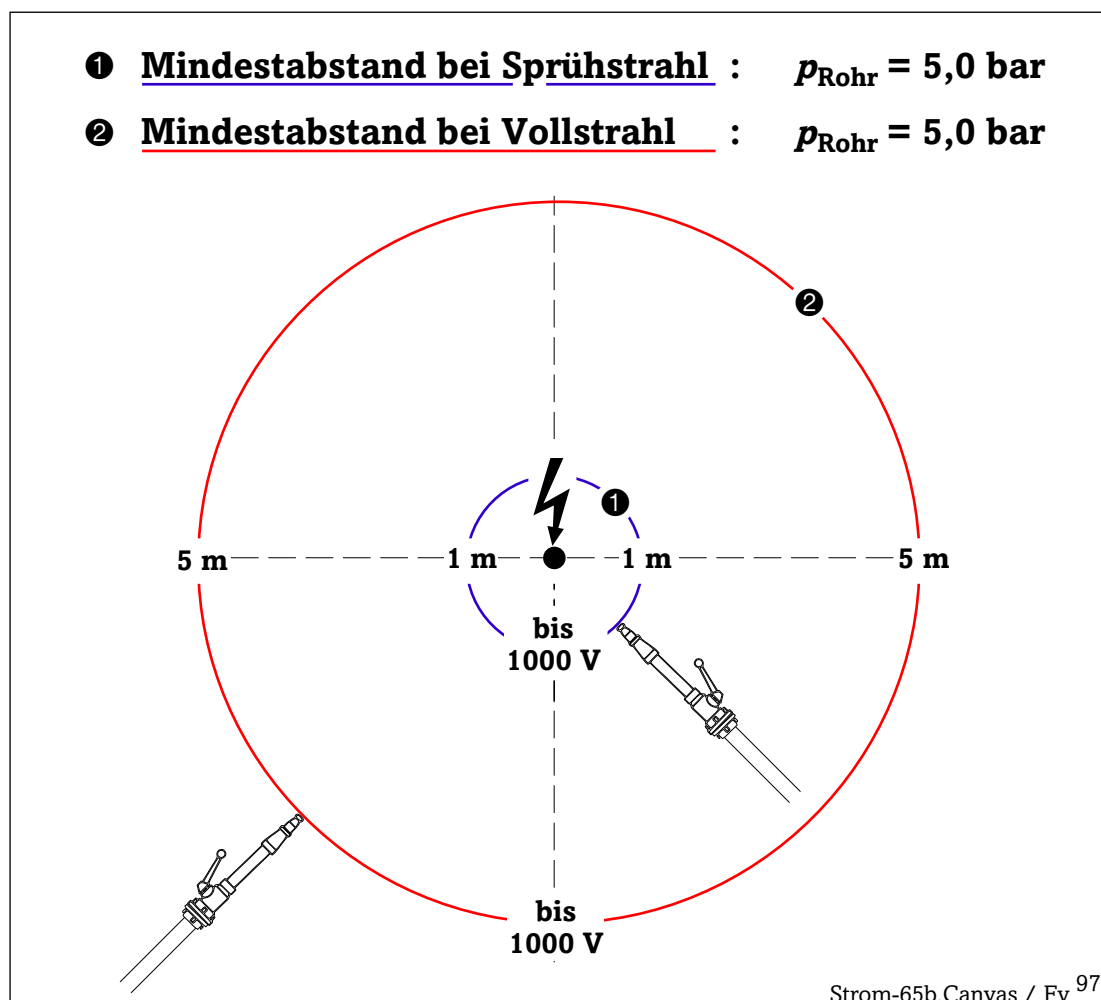 ❶ Mindestabstand bei Sprühstrahl : pRohr = 5,0 bar
❷ Mindestabstand bei Vollstrahl : pRohr = 5,0 bar
❷
❶
5 m 1 m 1 m 5 m
bis
1000 V
bis
1000 V
Strom-65b.Canvas / Fv 97